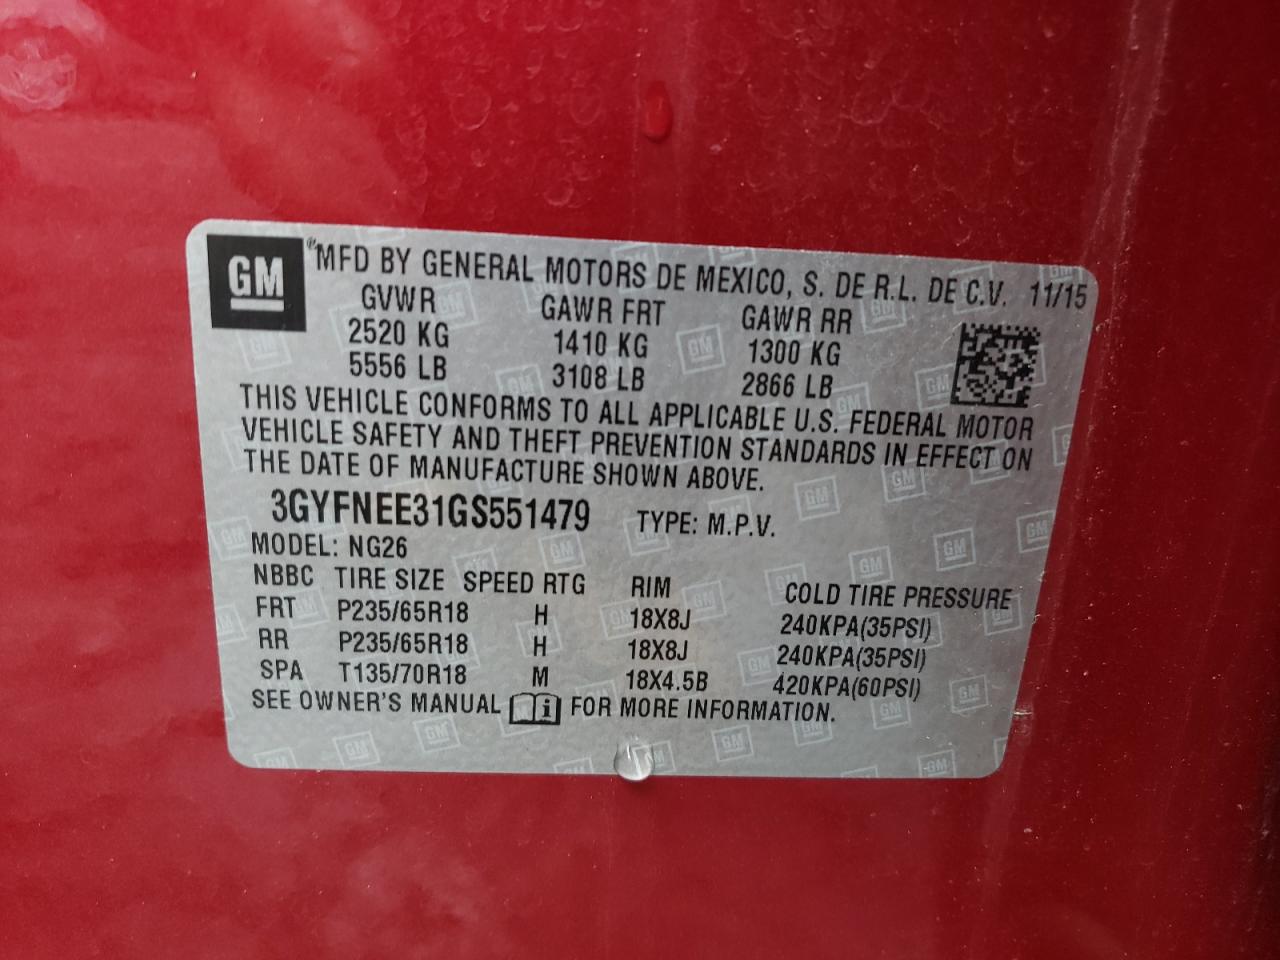 GM ® MFD BY GENERAL MOTORS DE MEXICO, S. DE R.L. DE C.V. 11/15
GVWR GAWR FRT GAWR RR
2520 KG 1410 KG 1300 KG
5556 LB 3108 LB 2866 LB
THIS VEHICLE CONFORMS TO ALL APPLICABLE U.S. FEDERAL MOTOR
VEHICLE SAFETY AND THEFT PREVENTION STANDARDS IN EFFECT ON
THE DATE OF MANUFACTURE SHOWN ABOVE.
3GYFNEE31GS551479 TYPE: M.P.V.
MODEL: NG26
NBBC TIRE SIZE SPEED RTG RIM COLD TIRE PRESSURE
FRT P235/65R18 H 18X8J 240KPA(35PSI)
RR P235/65R18 H 18X8J 240KPA(35PSI)
SPA T135/70R18 M 18X4.5B 420KPA(60PSI)
SEE OWNER'S MANUAL i FOR MORE INFORMATION.